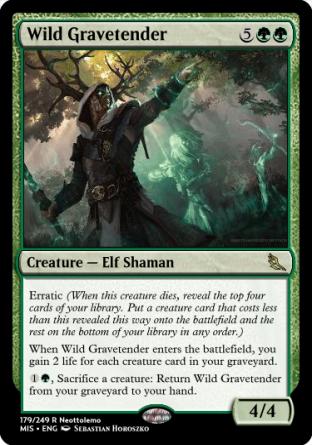 Wild Gravetender 5
Creature — Elf Shaman
Erratic (When this creature dies, reveal the top four
cards of your library. Put a creature card that costs less
than this revealed this way onto the battlefield and the
rest on the bottom of your library in any order.)
When Wild Gravetender enters the battlefield, you
gain 2 life for each creature card in your graveyard.
1, Sacrifice a creature: Return Wild Gravetender
from your graveyard to your hand.
4/4
179/249 R Neottolemo
MIS • ENG Sebastian Horoszko